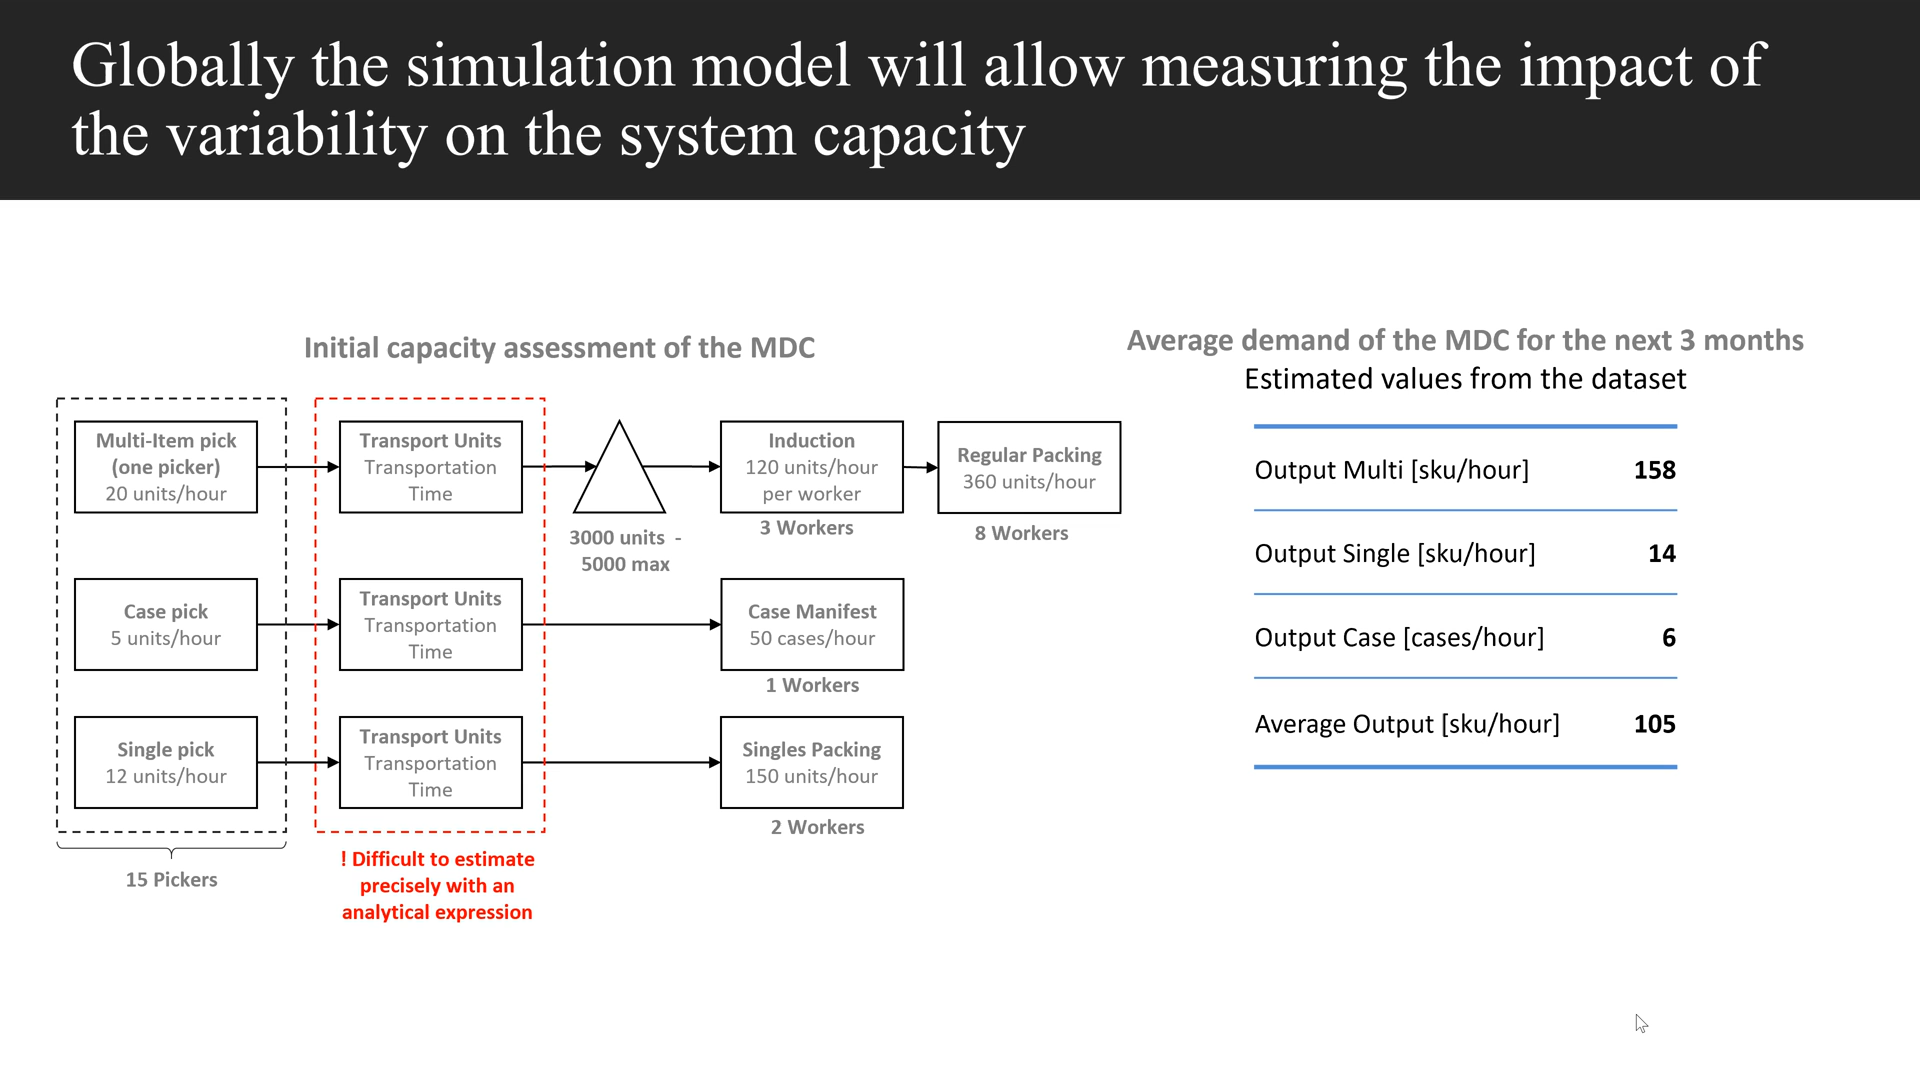 Globally the simulation model will allow measuring the impact of
the variability on the system capacity
Initial capacity assessment of the MDC
Multi-Item pick
(one picker)
20 units/hour
Transport Units
Transportation
Time
3000 units -
5000 max
Induction
120 units/hour
per worker
3 Workers
Regular Packing
360 units/hour
8 Workers
Case pick
5 units/hour
Transport Units
Transportation
Time
Case Manifest
50 cases/hour
1 Workers
Single pick
12 units/hour
Transport Units
Transportation
Time
Singles Packing
150 units/hour
2 Workers
15 Pickers
! Difficult to estimate
precisely with an
analytical expression
Average demand of the MDC for the next 3 months
Estimated values from the dataset
Output Multi [sku/hour] 158
Output Single [sku/hour] 14
Output Case [cases/hour] 6
Average Output [sku/hour] 105